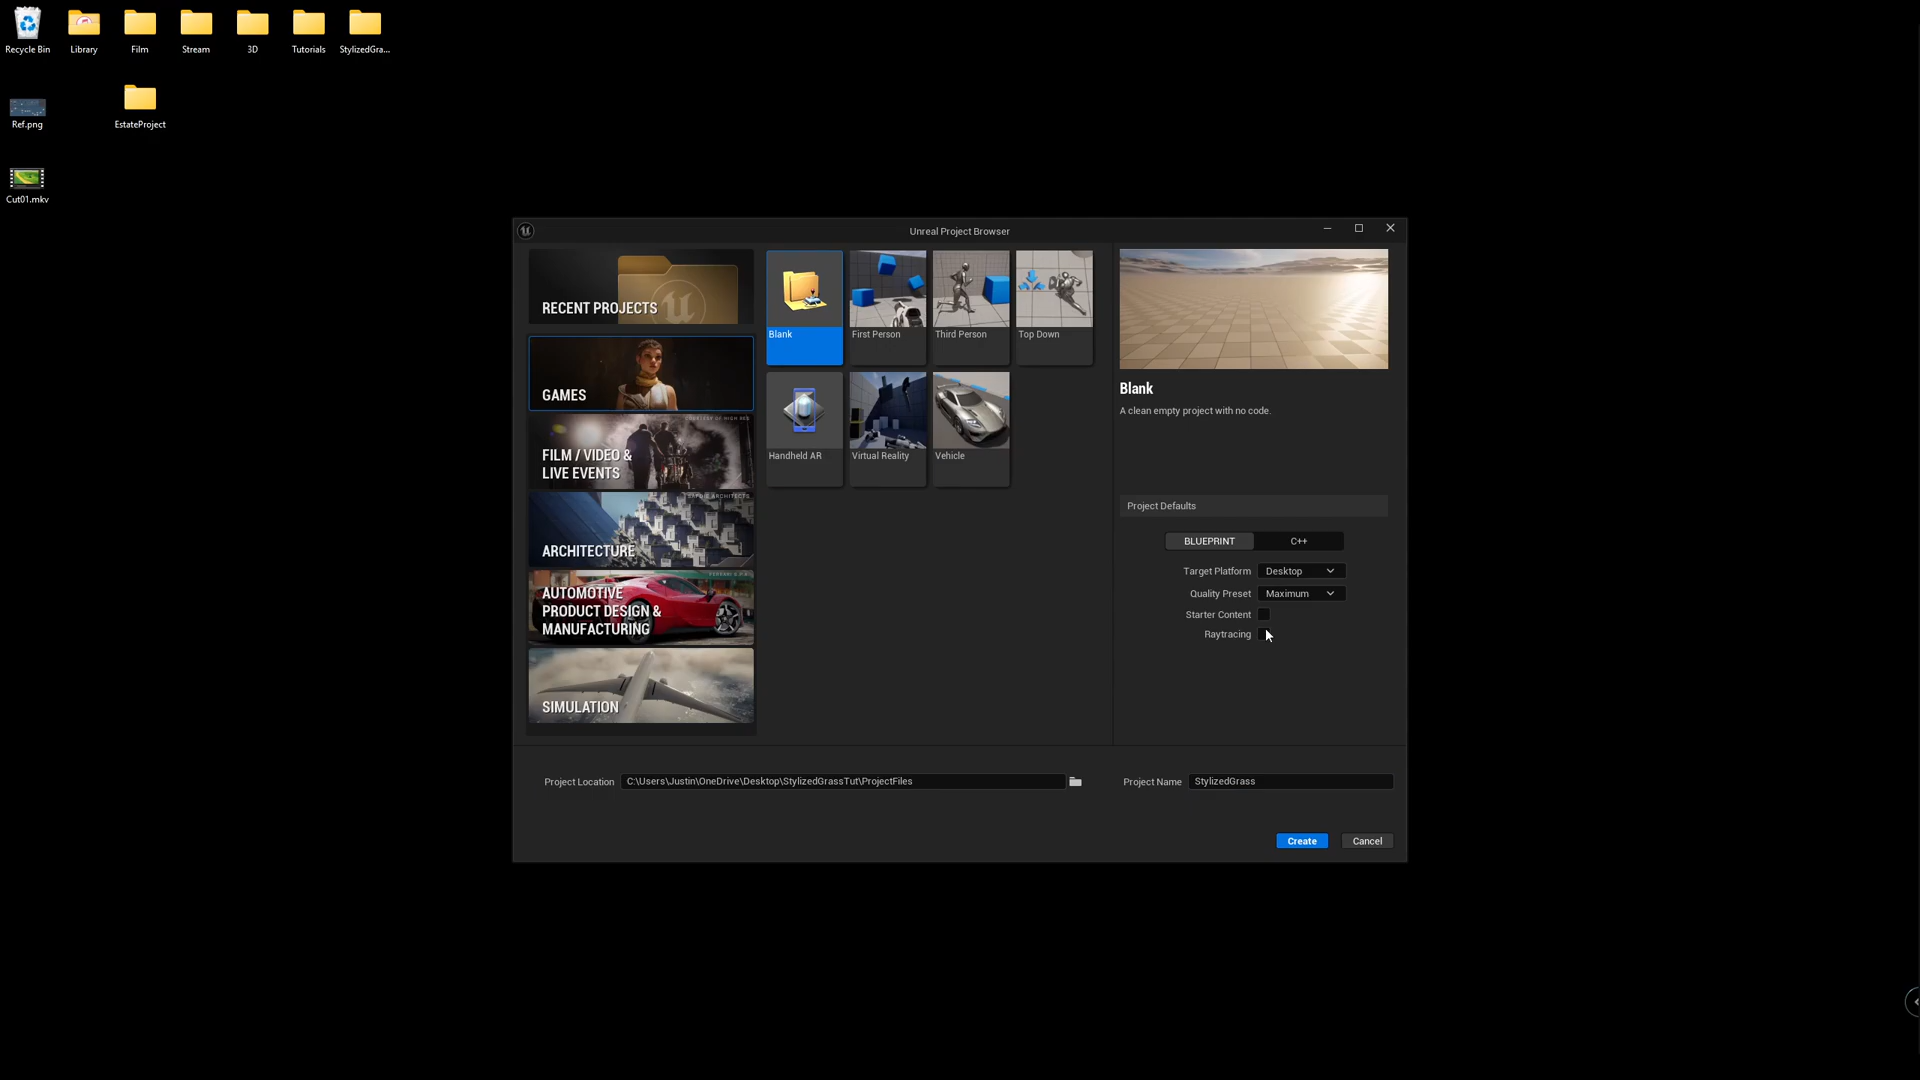 Recycle Bin
Library
Film
Stream
3D
Tutorials
StylizedGra...
Ref.png
EstateProject
Cut01.mkv
Unreal Project Browser
RECENT PROJECTS
GAMES
FILM / VIDEO &
LIVE EVENTS
ARCHITECTURE
AUTOMOTIVE
PRODUCT DESIGN &
MANUFACTURING
SIMULATION
Blank
First Person
Third Person
Top Down
Handheld AR
Virtual Reality
Vehicle
Blank
A clean empty project with no code.
Project Defaults
BLUEPRINT
C++
Target Platform
Desktop
Quality Preset
Maximum
Starter Content
Raytracing
Project Location
C:\Users\Justin\OneDrive\Desktop\StylizedGrassTut\ProjectFiles
Project Name
StylizedGrass
Create
Cancel